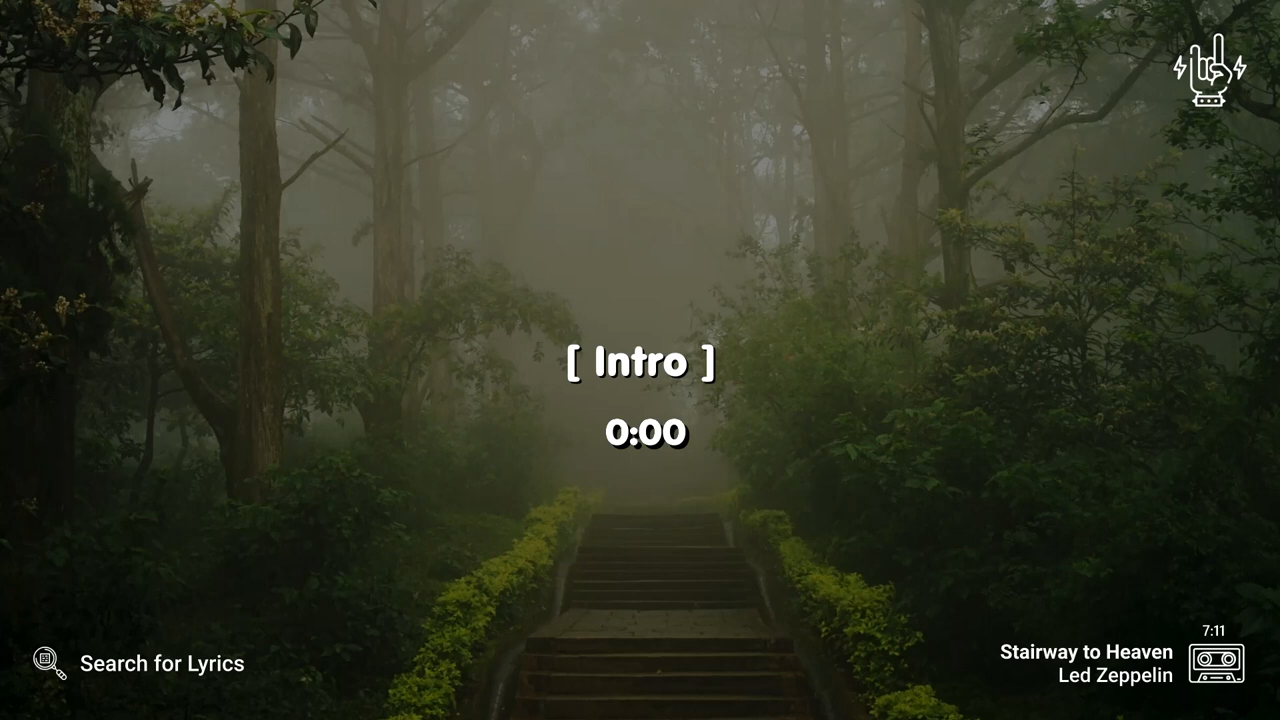 [ Intro ]
0:00
Search for Lyrics
7:11
Stairway to Heaven
Led Zeppelin